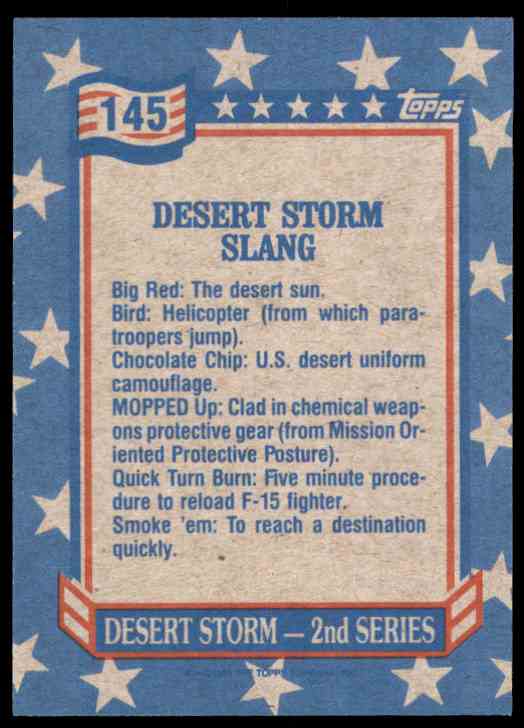 145
TOPPS
DESERT STORM
SLANG
Big Red: The desert sun.
Bird: Helicopter (from which para-
troopers jump).
Chocolate Chip: U.S. desert uniform
camouflage.
MOPPED Up: Clad in chemical weap-
ons protective gear (from Mission Or-
iented Protective Posture).
Quick Turn Burn: Five minute proce-
dure to reload F-15 fighter.
Smoke 'em: To reach a destination
quickly.
DESERT STORM — 2nd SERIES